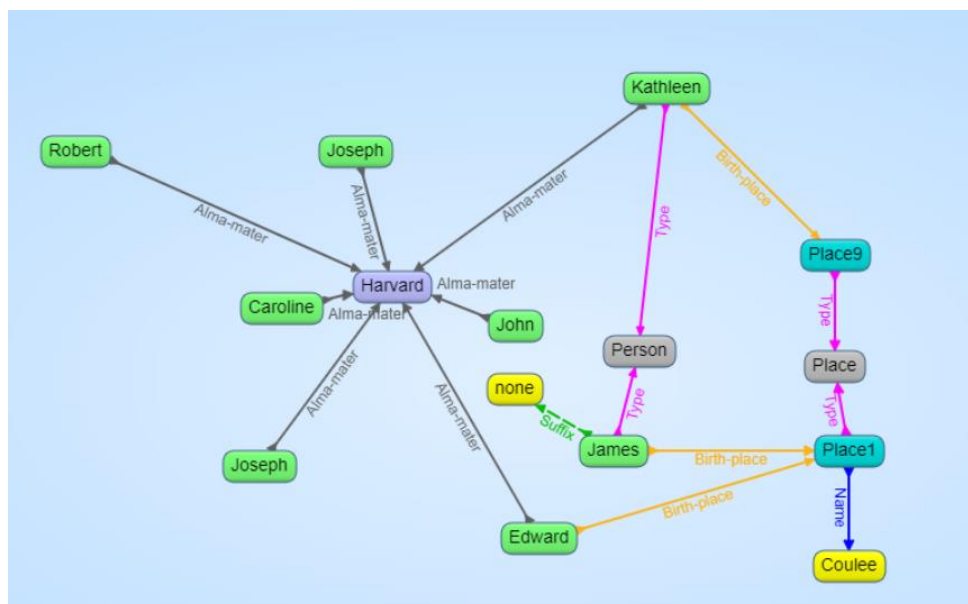 Kathleen
Robert
Joseph
Alma-mater
Birth-place
Alma-mater
Alma-mater
Type
Alma-mater
Place9
Harvard
Alma-mater
Caroline
Alma-mater
Type
John
Person
Place
Alma-mater
none
Type
Type
Alma-mater
Suffix
James
Birth-place
Place1
Joseph
Birth-place
Name
Edward
Coulee